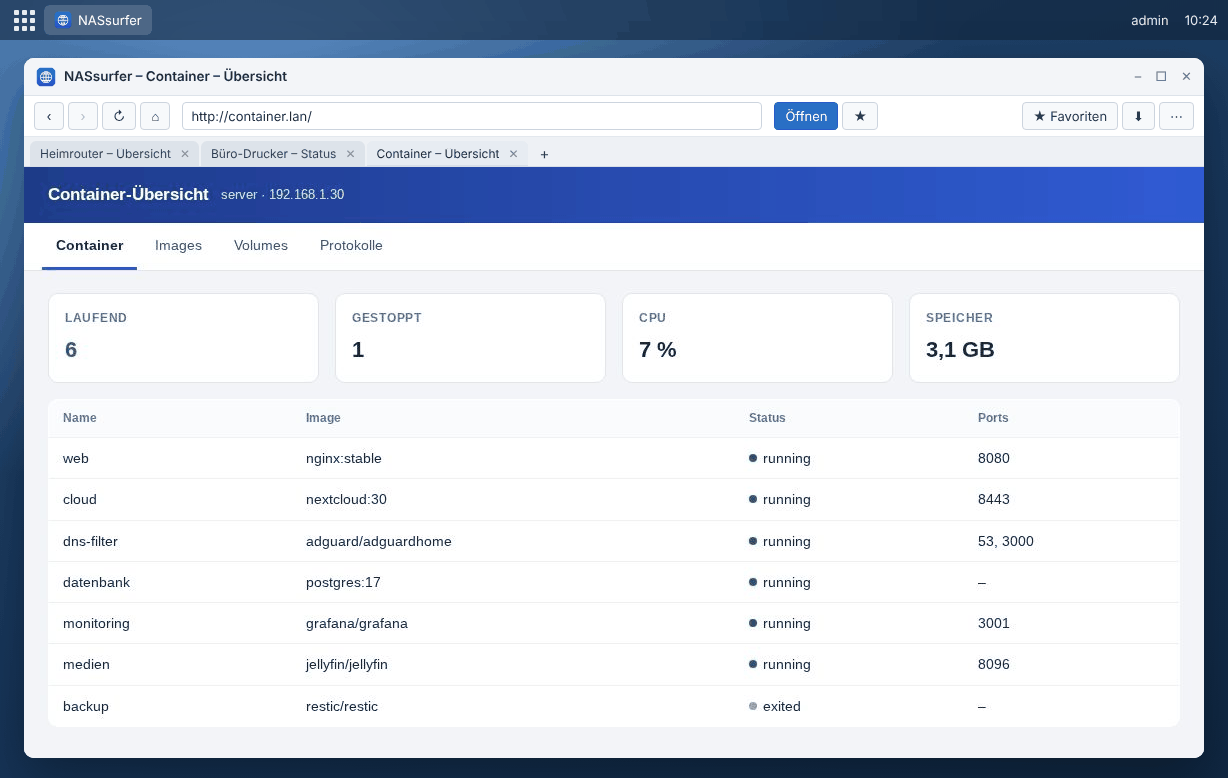 NASsurfer
admin 10:24
NASsurfer – Container – Übersicht
http://container.lan/
Öffnen
★
★ Favoriten
Heimrouter – Übersicht
Büro-Drucker – Status
Container – Übersicht
+
Container-Übersicht server · 192.168.1.30
Container Images Volumes Protokolle
LAUFEND GESTOPPT CPU SPEICHER
6 1 7 % 3,1 GB
Name Image Status Ports
web nginx:stable running 8080
cloud nextcloud:30 running 8443
dns-filter adguard/adguardhome running 53, 3000
datenbank postgres:17 running –
monitoring grafana/grafana running 3001
medien jellyfin/jellyfin running 8096
backup restic/restic exited –